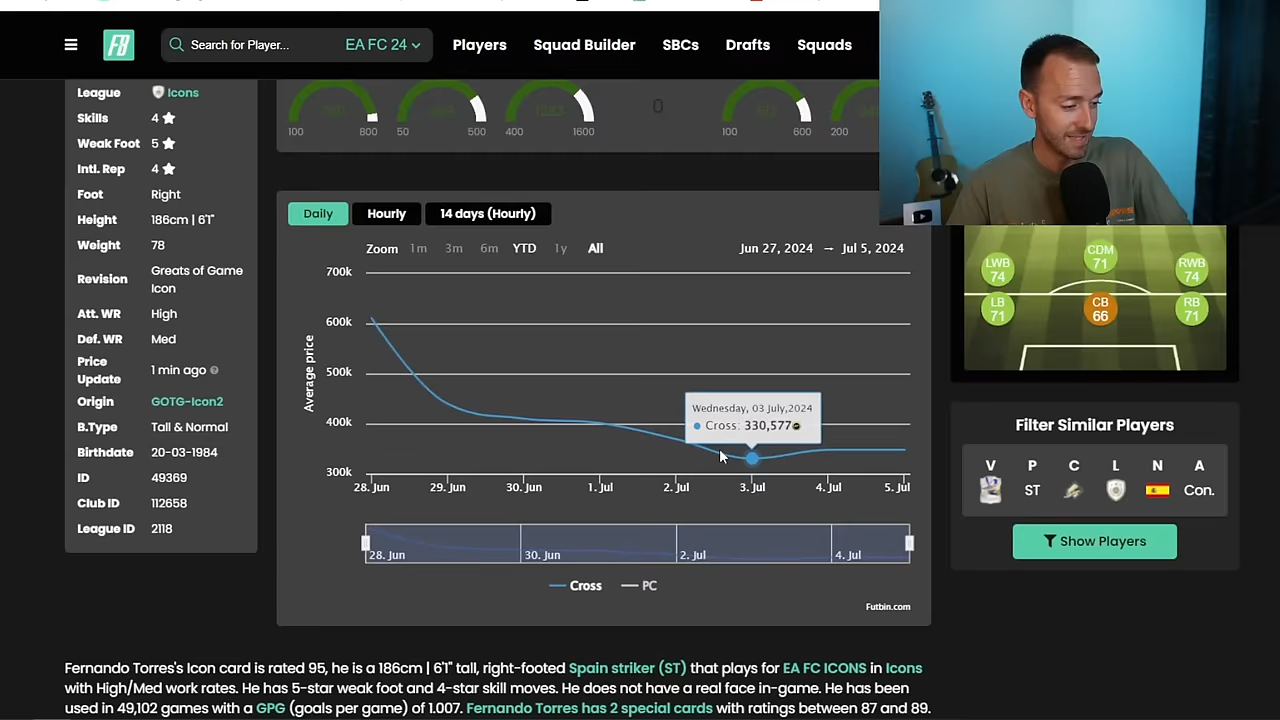 FB
Search for Player...
EA FC 24
Players
Squad Builder
SBCs
Drafts
Squads
League
Icons
Skills
4
Weak Foot
5
Intl. Rep
4
Foot
Right
Height
186cm | 6'1"
Weight
78
Revision
Greats of Game
Icon
Att. WR
High
Def. WR
Med
Price
Update
1 min ago
Origin
GOTG-Icon2
B.Type
Tall & Normal
Birthdate
20-03-1984
ID
49369
Club ID
112658
League ID
2118
100
800
50
500
400
1600
0
100
600
200
Daily
Hourly
14 days (Hourly)
Zoom
1m
3m
6m
YTD
1y
All
Jun 27, 2024 → Jul 5, 2024
Average price
700k
600k
500k
400k
300k
Wednesday, 03 July,2024
Cross: 330,577
28. Jun
29. Jun
30. Jun
1. Jul
2. Jul
3. Jul
4. Jul
5. Jul
28. Jun
30. Jun
2. Jul
4. Jul
Cross
PC
Futbin.com
LWB
74
CDM
71
RWB
74
LB
71
CB
66
RB
71
Filter Similar Players
V
P
C
L
N
A
ST
Con.
Show Players
Fernando Torres's Icon card is rated 95, he is a 186cm | 6'1" tall, right-footed Spain striker (ST) that plays for EA FC ICONS in Icons
with High/Med work rates. He has 5-star weak foot and 4-star skill moves. He does not have a real face in-game. He has been
used in 49,102 games with a GPG (goals per game) of 1.007. Fernando Torres has 2 special cards with ratings between 87 and 89.